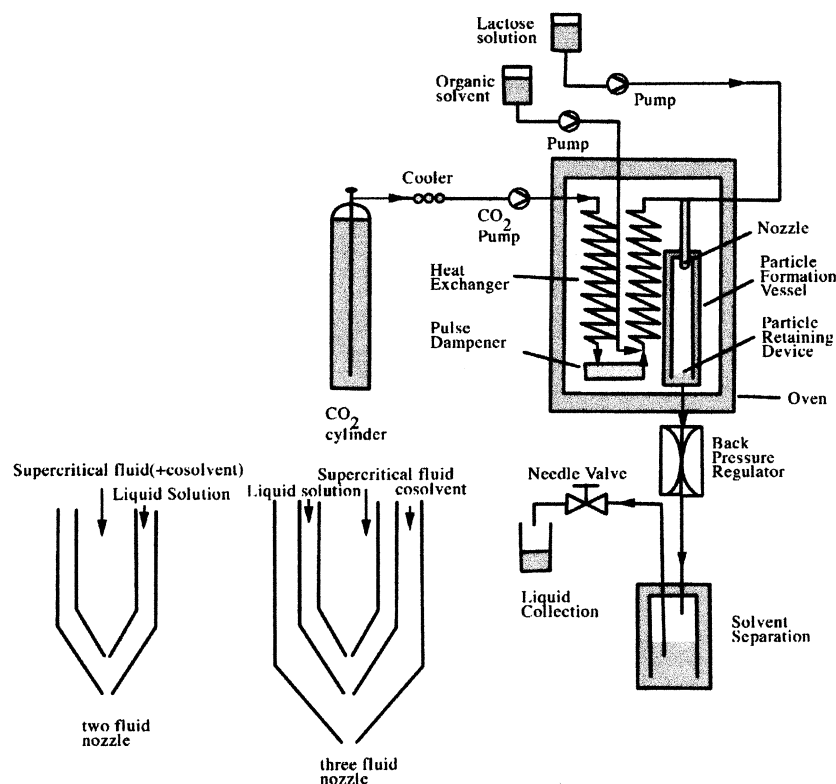 Lactose
solution
Organic
solvent
Pump
Pump
Cooler
CO2
Pump
Nozzle
Heat
Exchanger
Particle
Formation
Vessel
Pulse
Dampener
Particle
Retaining
Device
Oven
CO2
cylinder
Back
Pressure
Regulator
Supercritical fluid(+cosolvent)
Liquid Solution
Supercritical fluid
Liquid solution
cosolvent
Needle Valve
Liquid
Collection
Solvent
Separation
two fluid
nozzle
three fluid
nozzle